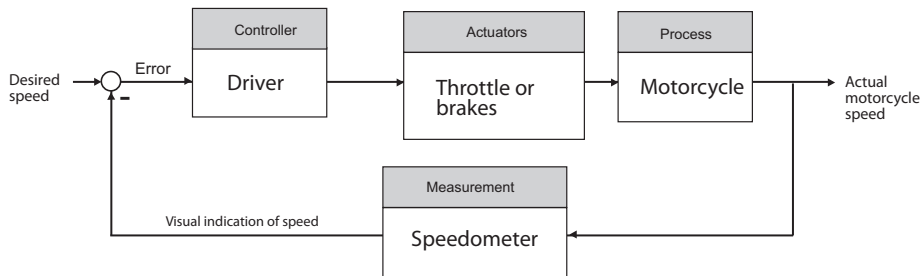 Controller
Actuators
Process
Desired
speed
Error
Driver
Throttle or
brakes
Motorcycle
Actual
motorcycle
speed
-
Measurement
Visual indication of speed
Speedometer